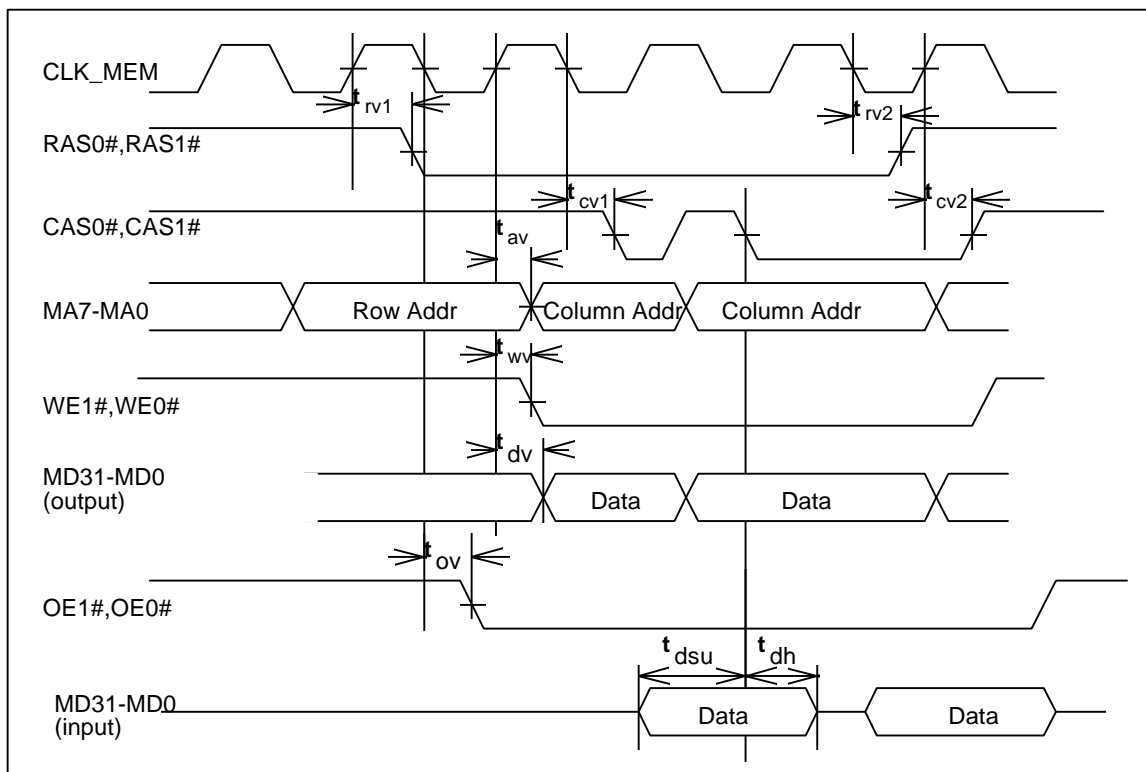 CLK_MEM
t rv1
t rv2
RAS0#,RAS1#
t cv1
t cv2
CAS0#,CAS1#
t av
MA7-MA0
Row Addr
Column Addr
Column Addr
t wv
WE1#,WE0#
t dv
MD31-MD0
(output)
Data
Data
t ov
OE1#,OE0#
t dsu
t dh
MD31-MD0
(input)
Data
Data